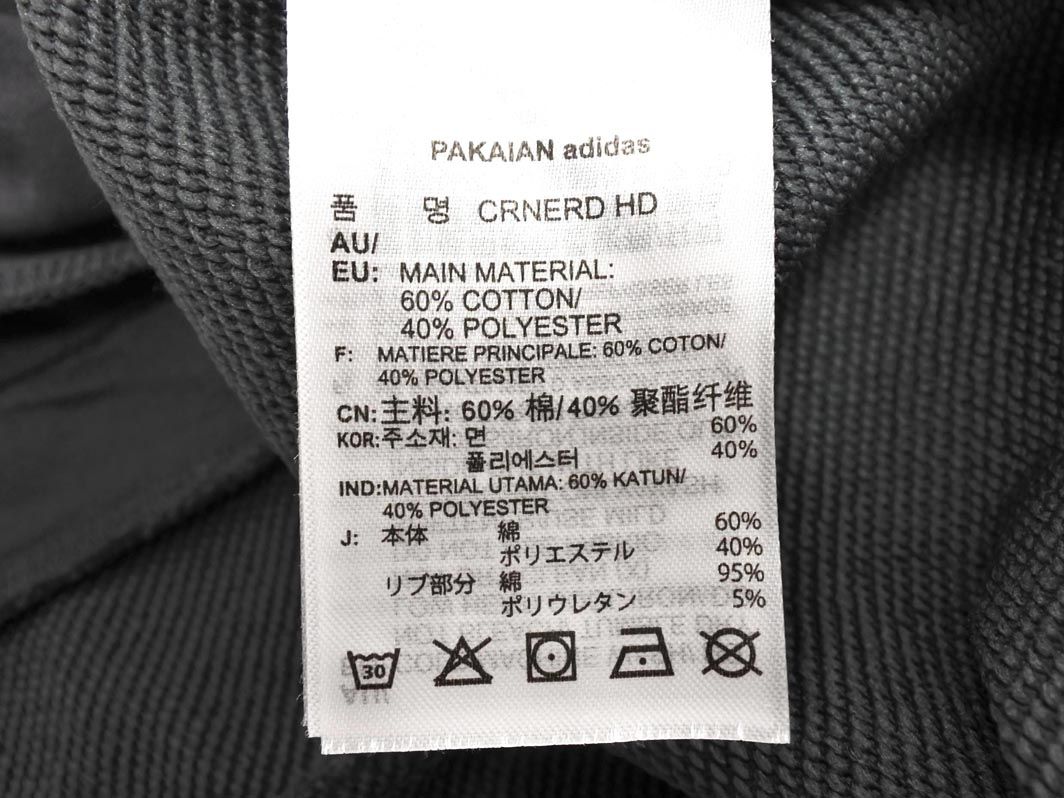 PAKAIAN adidas
품 명 CRNERD HD
AU/
EU: MAIN MATERIAL:
60% COTTON/
40% POLYESTER
F: MATIERE PRINCIPALE: 60% COTON/
40% POLYESTER
CN: 主料: 60% 棉/40% 聚酯纤维
KOR: 주소재: 면 60%
폴리에스터 40%
IND: MATERIAL UTAMA: 60% KATUN/
40% POLYESTER
J: 本体 綿 60%
ポリエステル 40%
リブ部分 綿 95%
ポリウレタン 5%
30